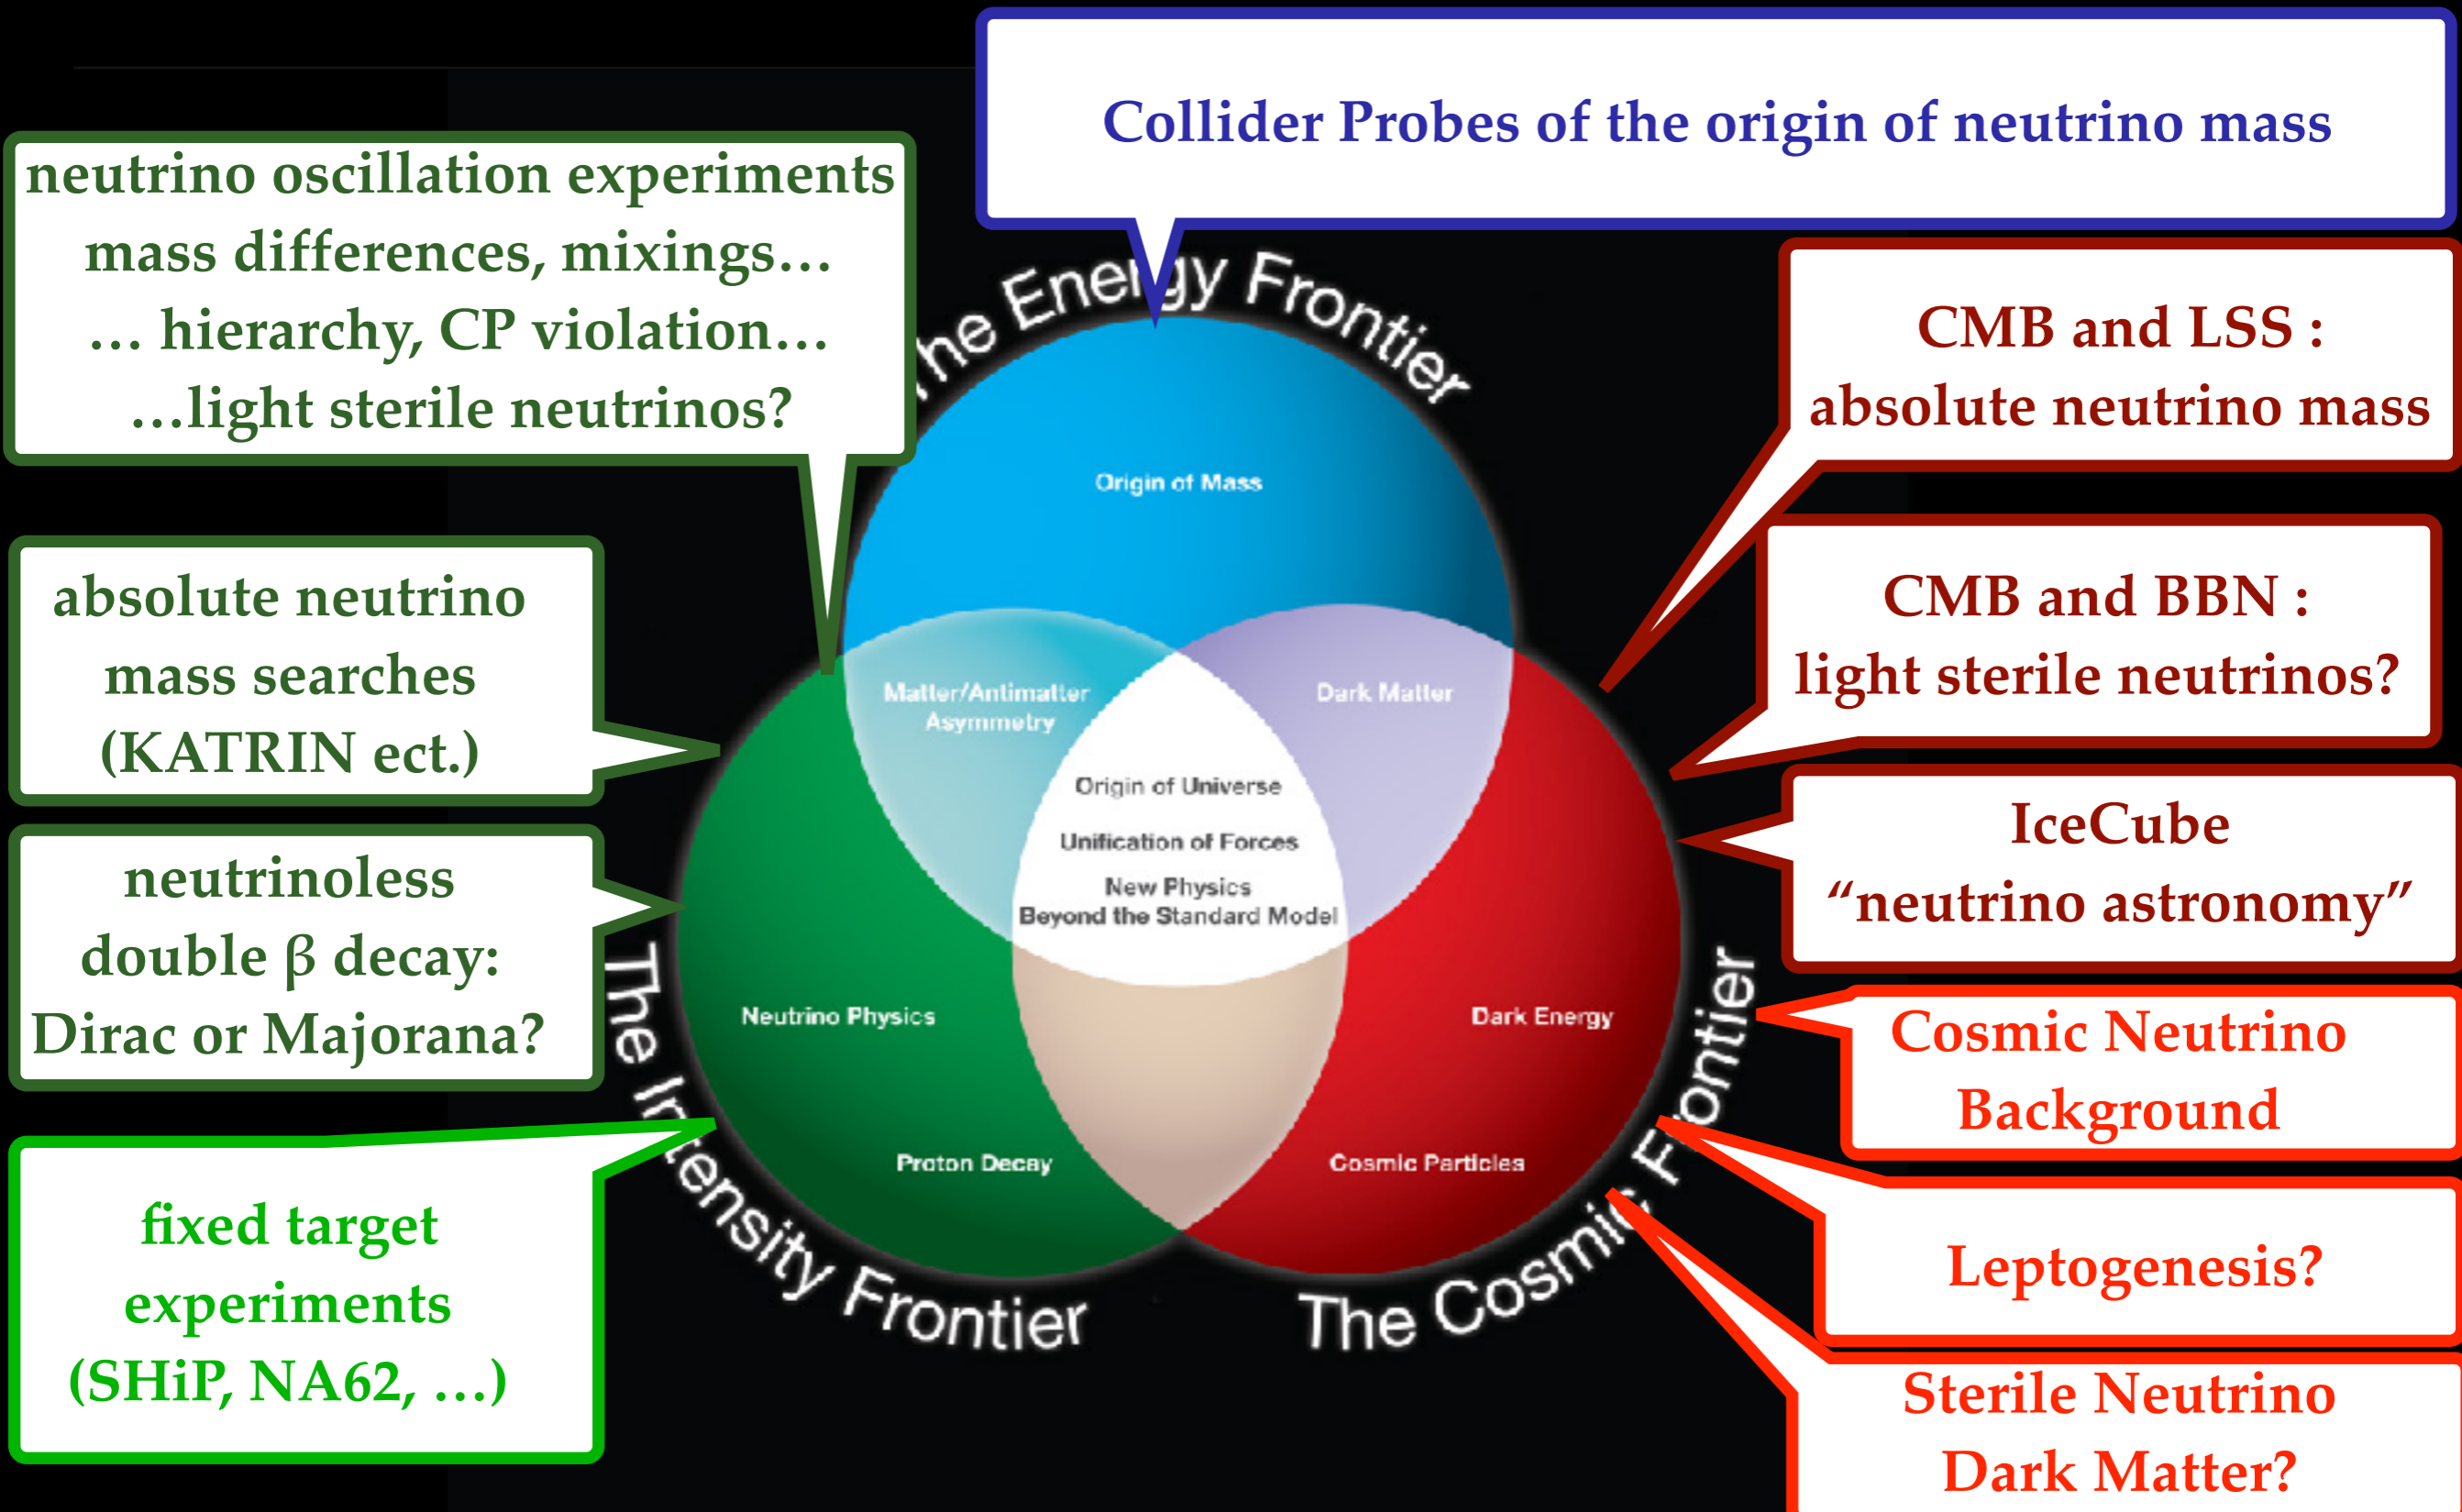 Collider Probes of the origin of neutrino mass
neutrino oscillation experiments
mass differences, mixings…
… hierarchy, CP violation…
…light sterile neutrinos?
absolute neutrino
mass searches
(KATRIN ect.)
neutrinoless
double β decay:
Dirac or Majorana?
fixed target
experiments
(SHiP, NA62, …)
The Energy Frontier
Origin of Mass
Matter/Antimatter
Asymmetry
Dark Matter
Origin of Universe
Unification of Forces
New Physics
Beyond the Standard Model
Neutrino Physics
Dark Energy
Proton Decay
Cosmic Particles
The Intensity Frontier
The Cosmic Frontier
CMB and LSS :
absolute neutrino mass
CMB and BBN :
light sterile neutrinos?
IceCube
“neutrino astronomy”
Cosmic Neutrino
Background
Leptogenesis?
Sterile Neutrino
Dark Matter?